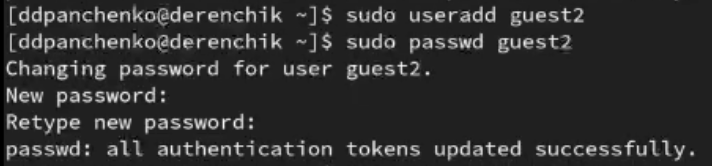 [ddpanchenko@derenchik ~]$ sudo useradd guest2
[ddpanchenko@derenchik ~]$ sudo passwd guest2
Changing password for user guest2.
New password:
Retype new password:
passwd: all authentication tokens updated successfully.